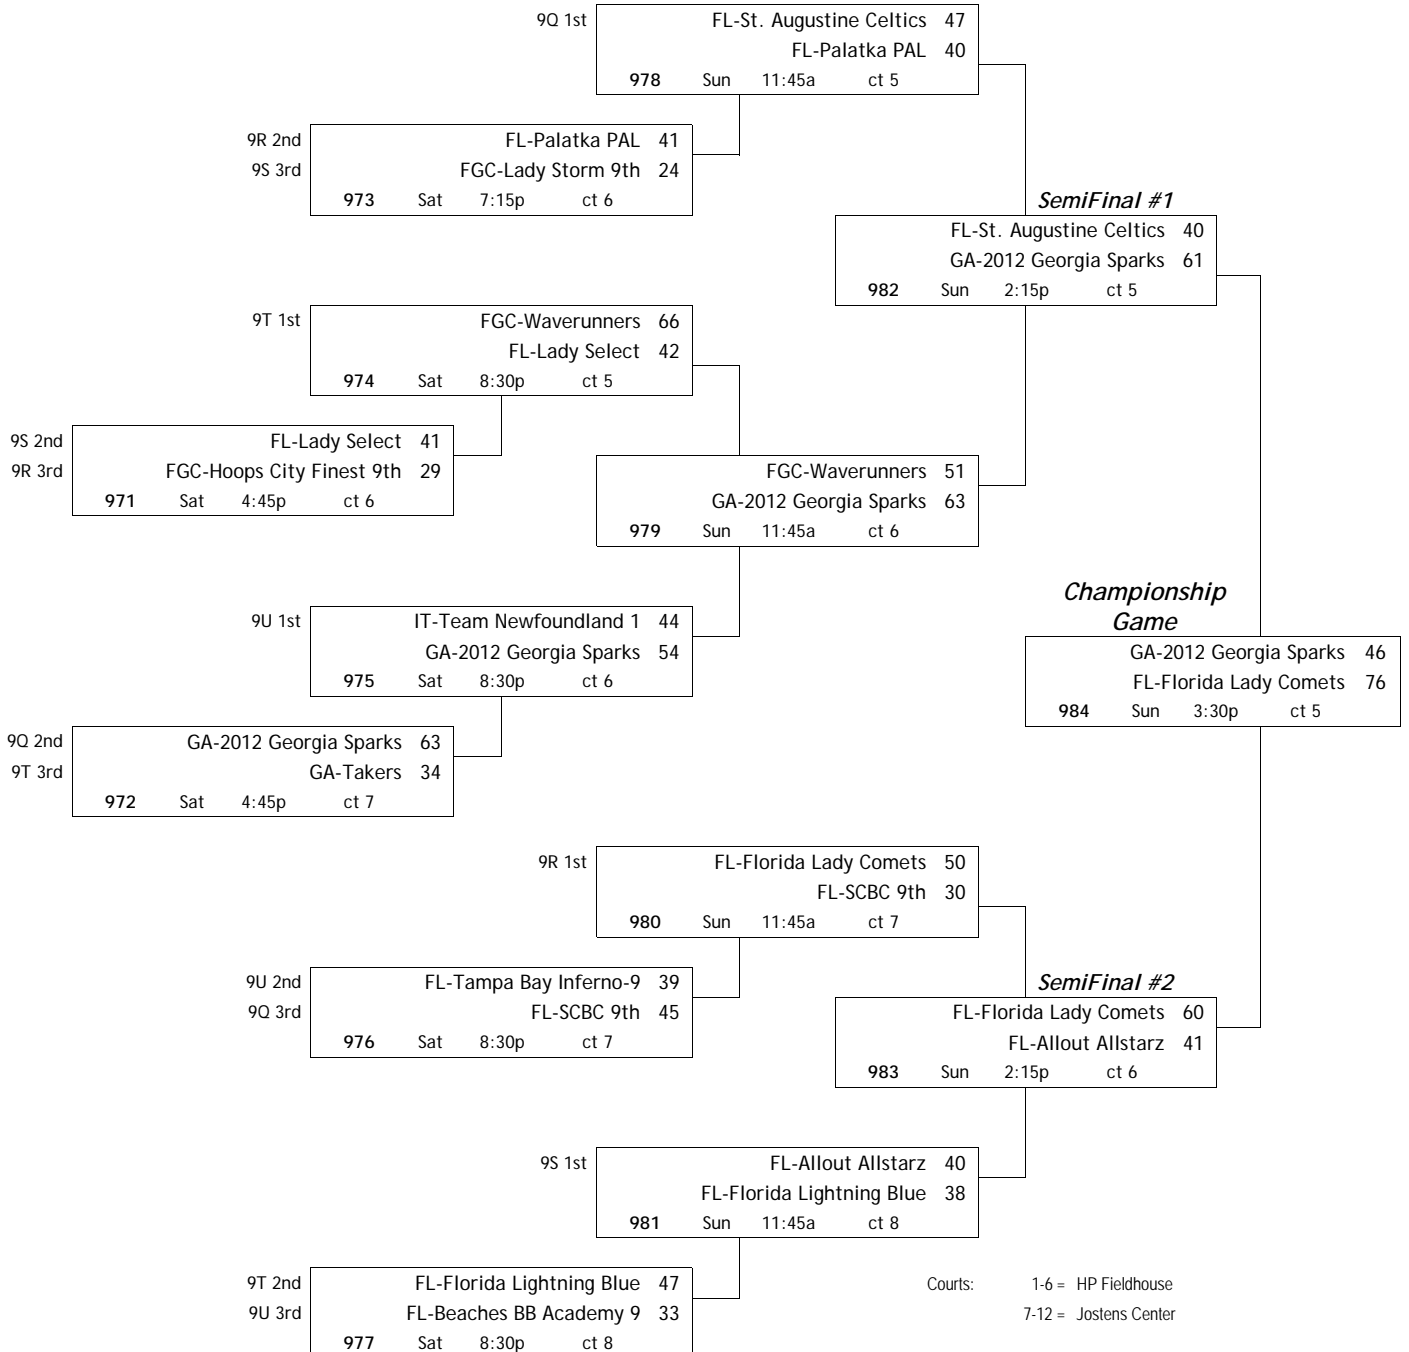 9Q 1st FL-St. Augustine Celtics 47
FL-Palatka PAL 40
978 Sun 11:45a ct 5
9R 2nd FL-Palatka PAL 41
9S 3rd FGC-Lady Storm 9th 24
973 Sat 7:15p ct 6
SemiFinal #1
FL-St. Augustine Celtics 40
GA-2012 Georgia Sparks 61
982 Sun 2:15p ct 5
9T 1st FGC-Waverunners 66
FL-Lady Select 42
974 Sat 8:30p ct 5
9S 2nd FL-Lady Select 41
9R 3rd FGC-Hoops City Finest 9th 29
971 Sat 4:45p ct 6
FGC-Waverunners 51
GA-2012 Georgia Sparks 63
979 Sun 11:45a ct 6
Championship
Game
9U 1st IT-Team Newfoundland 1 44
GA-2012 Georgia Sparks 54
975 Sat 8:30p ct 6
GA-2012 Georgia Sparks 46
FL-Florida Lady Comets 76
984 Sun 3:30p ct 5
9Q 2nd GA-2012 Georgia Sparks 63
9T 3rd GA-Takers 34
972 Sat 4:45p ct 7
9R 1st FL-Florida Lady Comets 50
FL-SCBC 9th 30
980 Sun 11:45a ct 7
9U 2nd FL-Tampa Bay Inferno-9 39
9Q 3rd FL-SCBC 9th 45
976 Sat 8:30p ct 7
SemiFinal #2
FL-Florida Lady Comets 60
FL-Allout Allstarz 41
983 Sun 2:15p ct 6
9S 1st FL-Allout Allstarz 40
FL-Florida Lightning Blue 38
981 Sun 11:45a ct 8
9T 2nd FL-Florida Lightning Blue 47
9U 3rd FL-Beaches BB Academy 9 33
977 Sat 8:30p ct 8
Courts: 1-6 = HP Fieldhouse
7-12 = Jostens Center